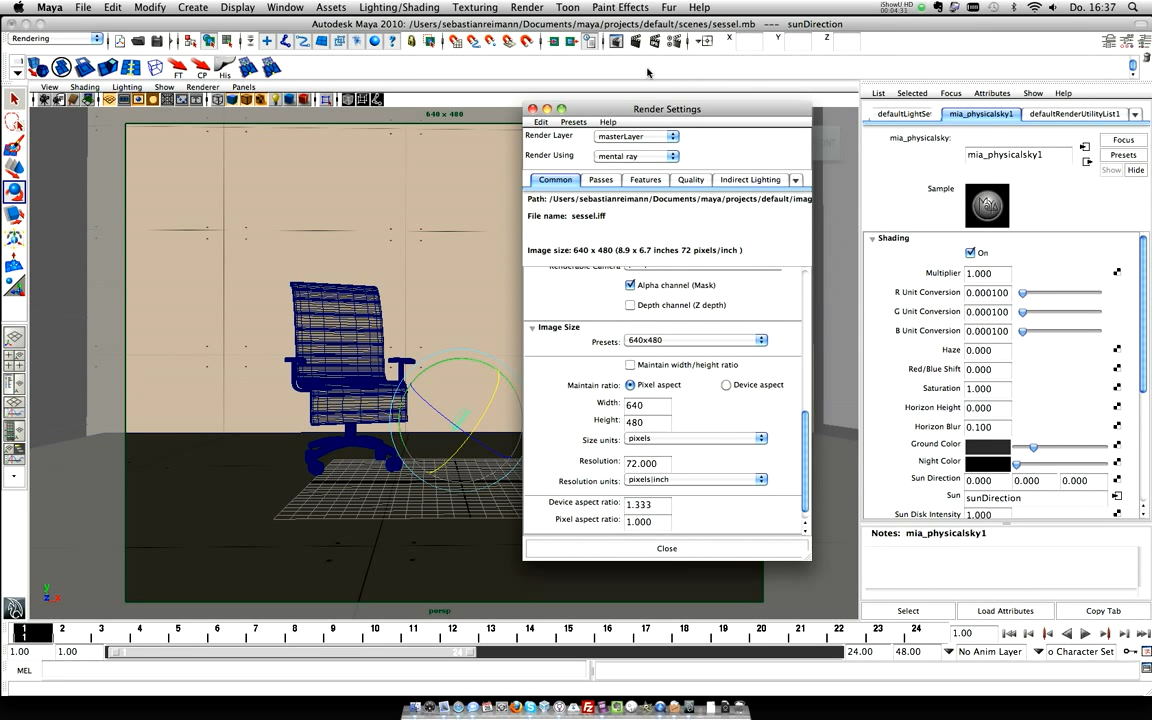 Maya File Edit Modify Create Display Window Assets Lighting/Shading Texturing Render Toon Paint Effects Fur Help
iShowU HD 00:04:31 Do. 16:37
Autodesk Maya 2010: /Users/sebastianreimann/Documents/maya/projects/default/scenes/sessel.mb --- sunDirection
Rendering X Y Z
FT CP His
View Shading Lighting Show Renderer Panels
640 x 480
Render Settings
Edit Presets Help
Render Layer masterLayer
Render Using mental ray
Common Passes Features Quality Indirect Lighting
Path: /Users/sebastianreimann/Documents/maya/projects/default/imag
File name: sessel.iff
Image size: 640 x 480 (8.9 x 6.7 inches 72 pixels/inch )
Renderable Camera
Alpha channel (Mask)
Depth channel (Z depth)
Image Size
Presets: 640x480
Maintain width/height ratio
Maintain ratio: Pixel aspect Device aspect
Width: 640
Height: 480
Size units: pixels
Resolution: 72.000
Resolution units: pixels/inch
Device aspect ratio: 1.333
Pixel aspect ratio: 1.000
Close
persp
y
z x
List Selected Focus Attributes Show Help
defaultLightSe mia_physicalsky1 defaultRenderUtilityList1
mia_physicalsky: mia_physicalsky1
Focus
Presets
Show Hide
Sample
Shading
On
Multiplier 1.000
R Unit Conversion 0.000100
G Unit Conversion 0.000100
B Unit Conversion 0.000100
Haze 0.000
Red/Blue Shift 0.000
Saturation 1.000
Horizon Height 0.000
Horizon Blur 0.100
Ground Color
Night Color
Sun Direction 0.000 0.000 0.000
Sun sunDirection
Sun Disk Intensity 1.000
Notes: mia_physicalsky1
Select Load Attributes Copy Tab
1 2 3 4 5 6 7 8 9 10 11 12 13 14 15 16 17 18 19 20 21 22 23 24 1.00
1
1.00 1.00 1 24 24.00 48.00 No Anim Layer o Character Set
MEL